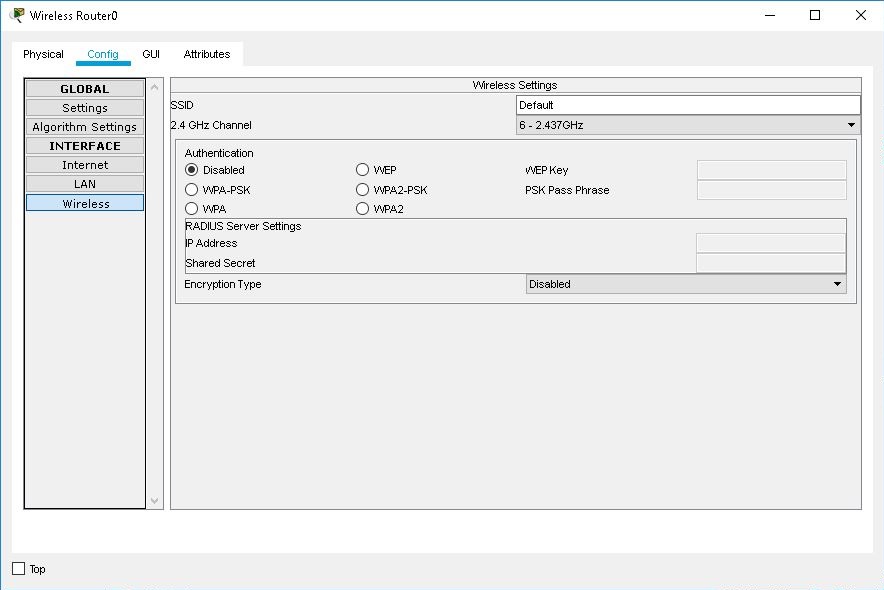 Wireless Router0
Physical Config GUI Attributes
GLOBAL
Settings
Algorithm Settings
INTERFACE
Internet
LAN
Wireless
Wireless Settings
SSID Default
2.4 GHz Channel 6 - 2.437GHz
Authentication
Disabled WEP WEP Key
WPA-PSK WPA2-PSK PSK Pass Phrase
WPA WPA2
RADIUS Server Settings
IP Address
Shared Secret
Encryption Type Disabled
Top